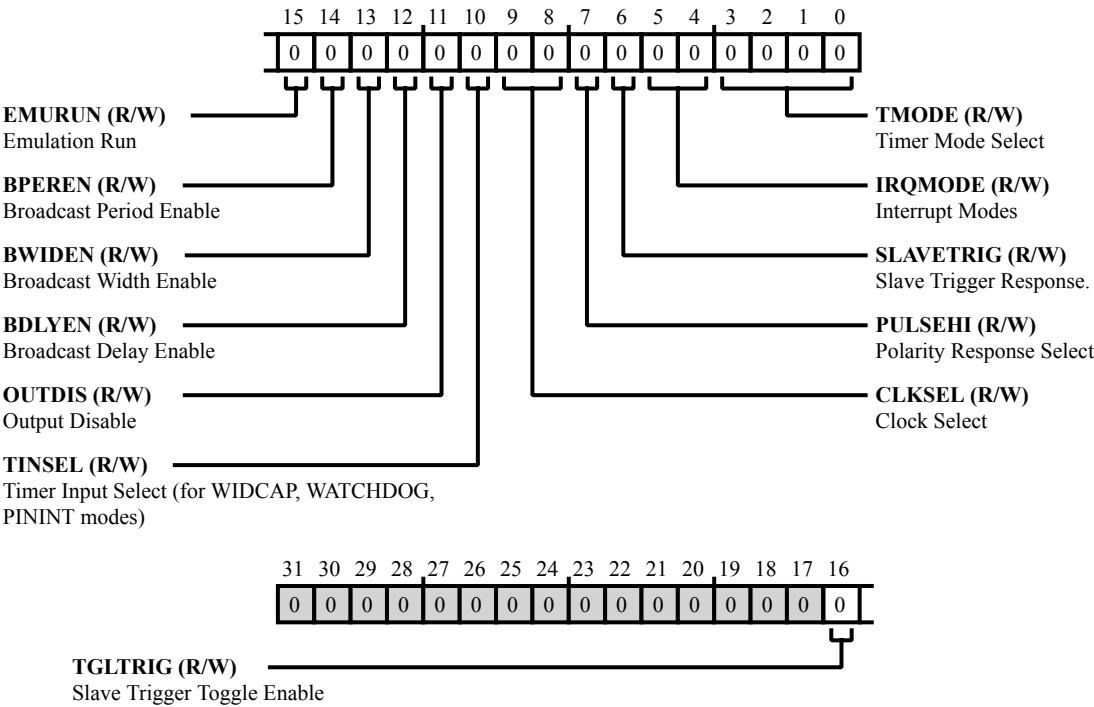 15 14 13 12 11 10 9 8 7 6 5 4 3 2 1 0
0 0 0 0 0 0 0 0 0 0 0 0 0 0 0 0
EMURUN (R/W)
Emulation Run
BPEREN (R/W)
Broadcast Period Enable
BWIDEN (R/W)
Broadcast Width Enable
BDLYEN (R/W)
Broadcast Delay Enable
OUTDIS (R/W)
Output Disable
TINSEL (R/W)
Timer Input Select (for WIDCAP, WATCHDOG,
PININT modes)
TMODE (R/W)
Timer Mode Select
IRQMODE (R/W)
Interrupt Modes
SLAVETRIG (R/W)
Slave Trigger Response.
PULSEHI (R/W)
Polarity Response Select
CLKSEL (R/W)
Clock Select
31 30 29 28 27 26 25 24 23 22 21 20 19 18 17 16
0 0 0 0 0 0 0 0 0 0 0 0 0 0 0 0
TGLTRIG (R/W)
Slave Trigger Toggle Enable